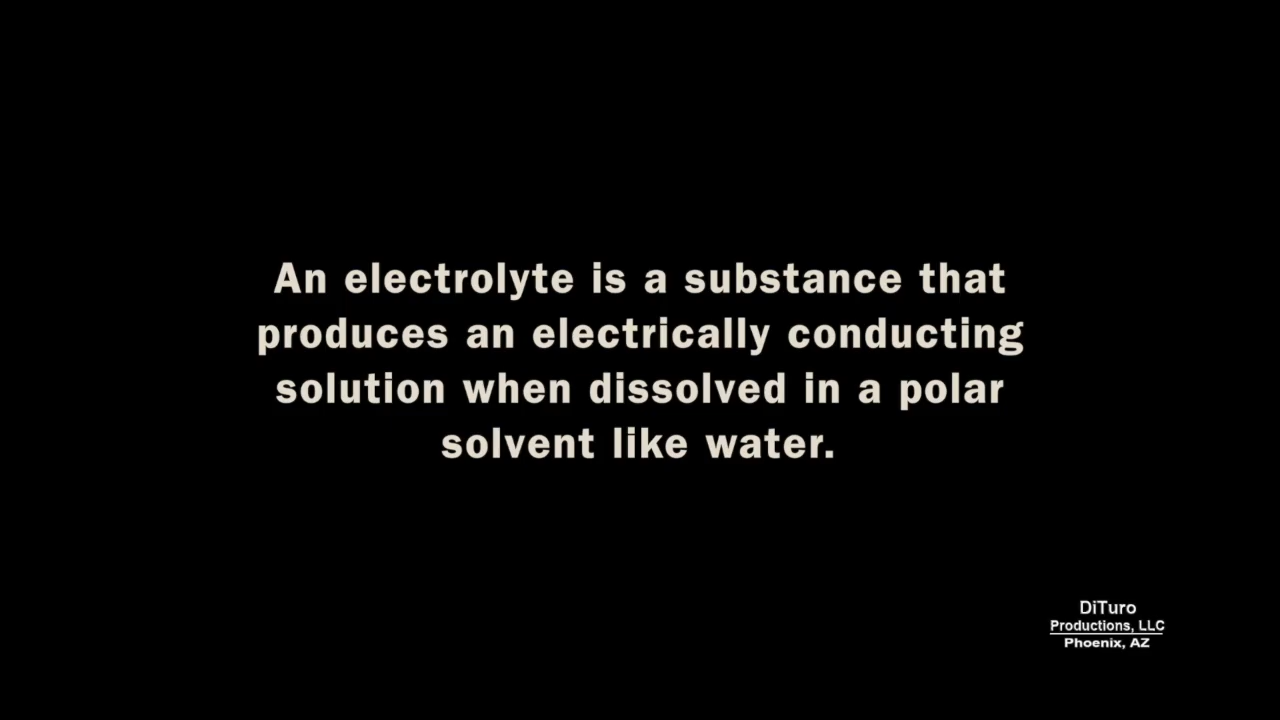 An electrolyte is a substance that
produces an electrically conducting
solution when dissolved in a polar
solvent like water.
DiTuro
Productions, LLC
Phoenix, AZ